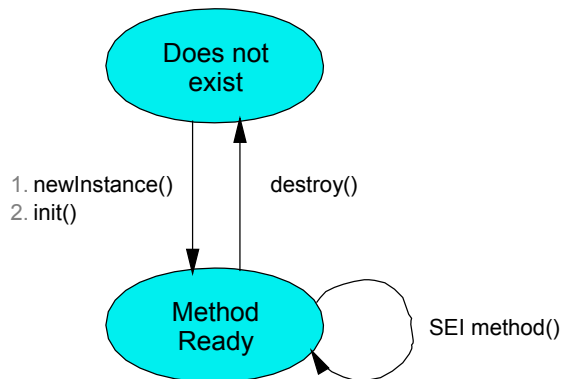 Does not
exist
1. newInstance()
2. init()
destroy()
Method
Ready
SEI method()